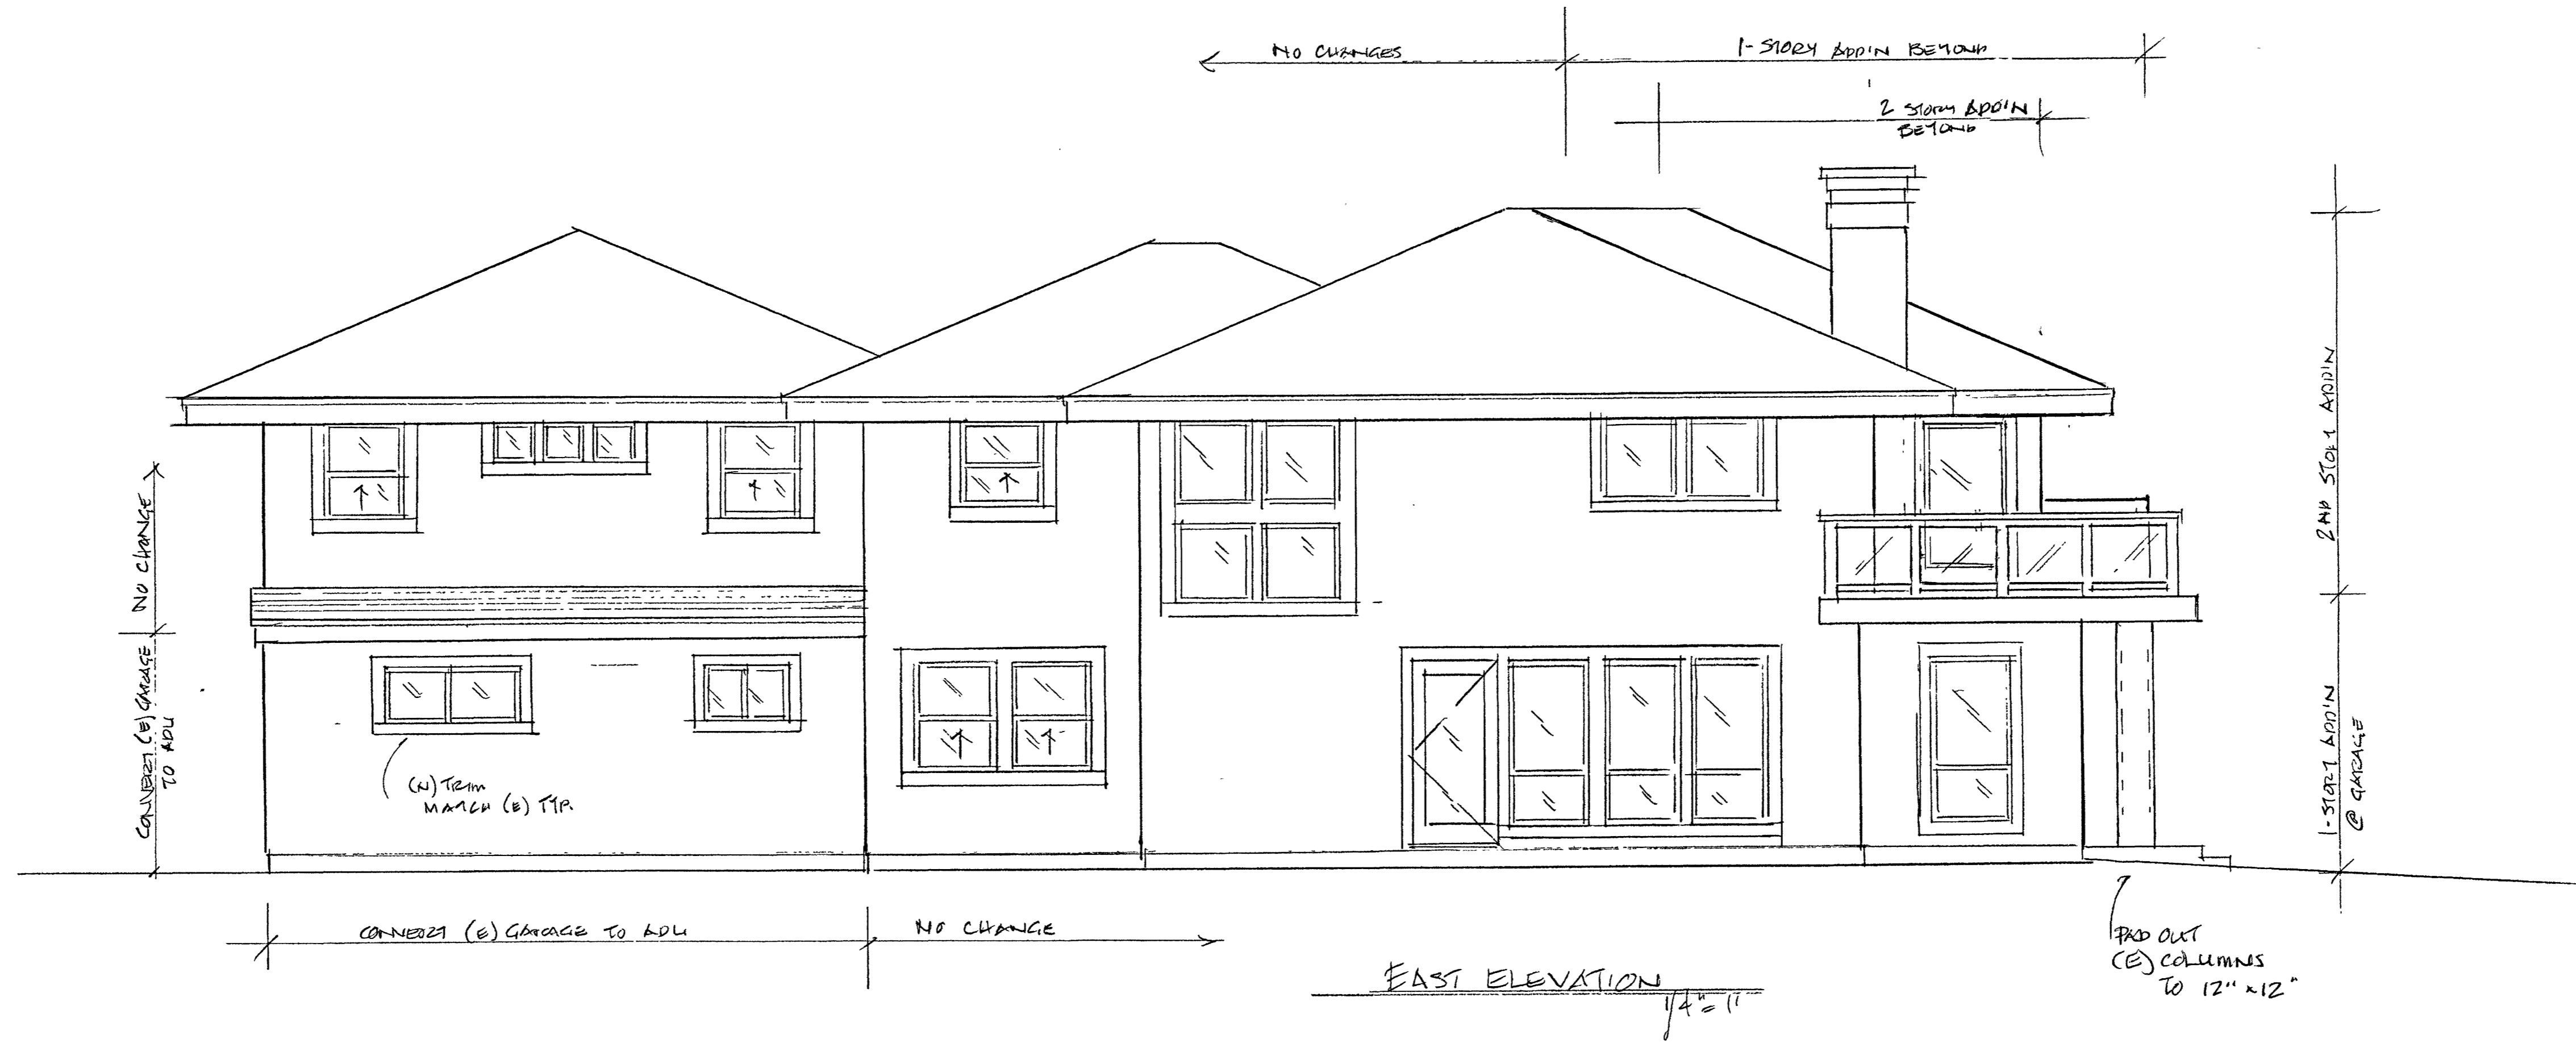 NO CHANGES
1-STORY ADD'N BEYOND
2 STORY ADD'N
BEYOND
NO CHANGE
CONVERT (E) GARAGE
TO ADU
2ND STORY ADD'N
1-STORY ADD'N
@ GARAGE
(N) TRIM
MATCH (E) TYP.
CONVERT (E) GARAGE TO ADU
NO CHANGE
EAST ELEVATION
1/4" = 1'
PAD OUT
(E) COLUMNS
TO 12" x 12"